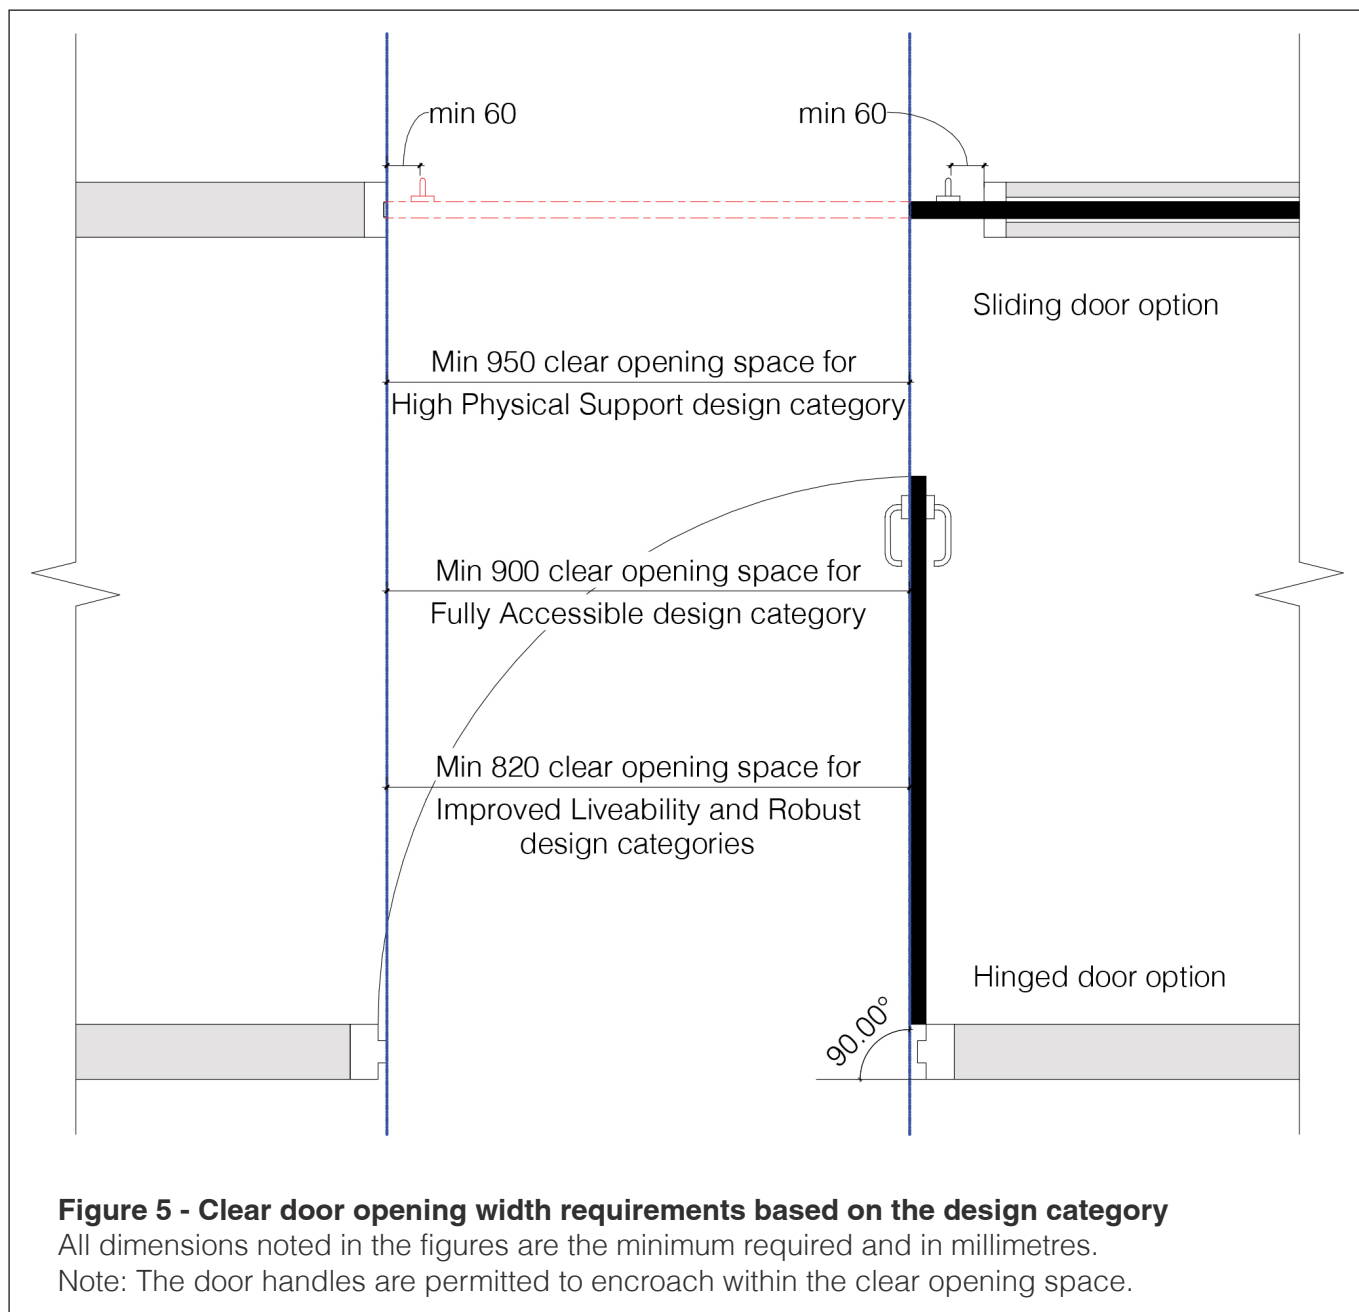 min 60
min 60
Sliding door option
Min 950 clear opening space for
High Physical Support design category
Min 900 clear opening space for
Fully Accessible design category
Min 820 clear opening space for
Improved Liveability and Robust
design categories
Hinged door option
90.00°
Figure 5 - Clear door opening width requirements based on the design category
All dimensions noted in the figures are the minimum required and in millimetres.
Note: The door handles are permitted to encroach within the clear opening space.